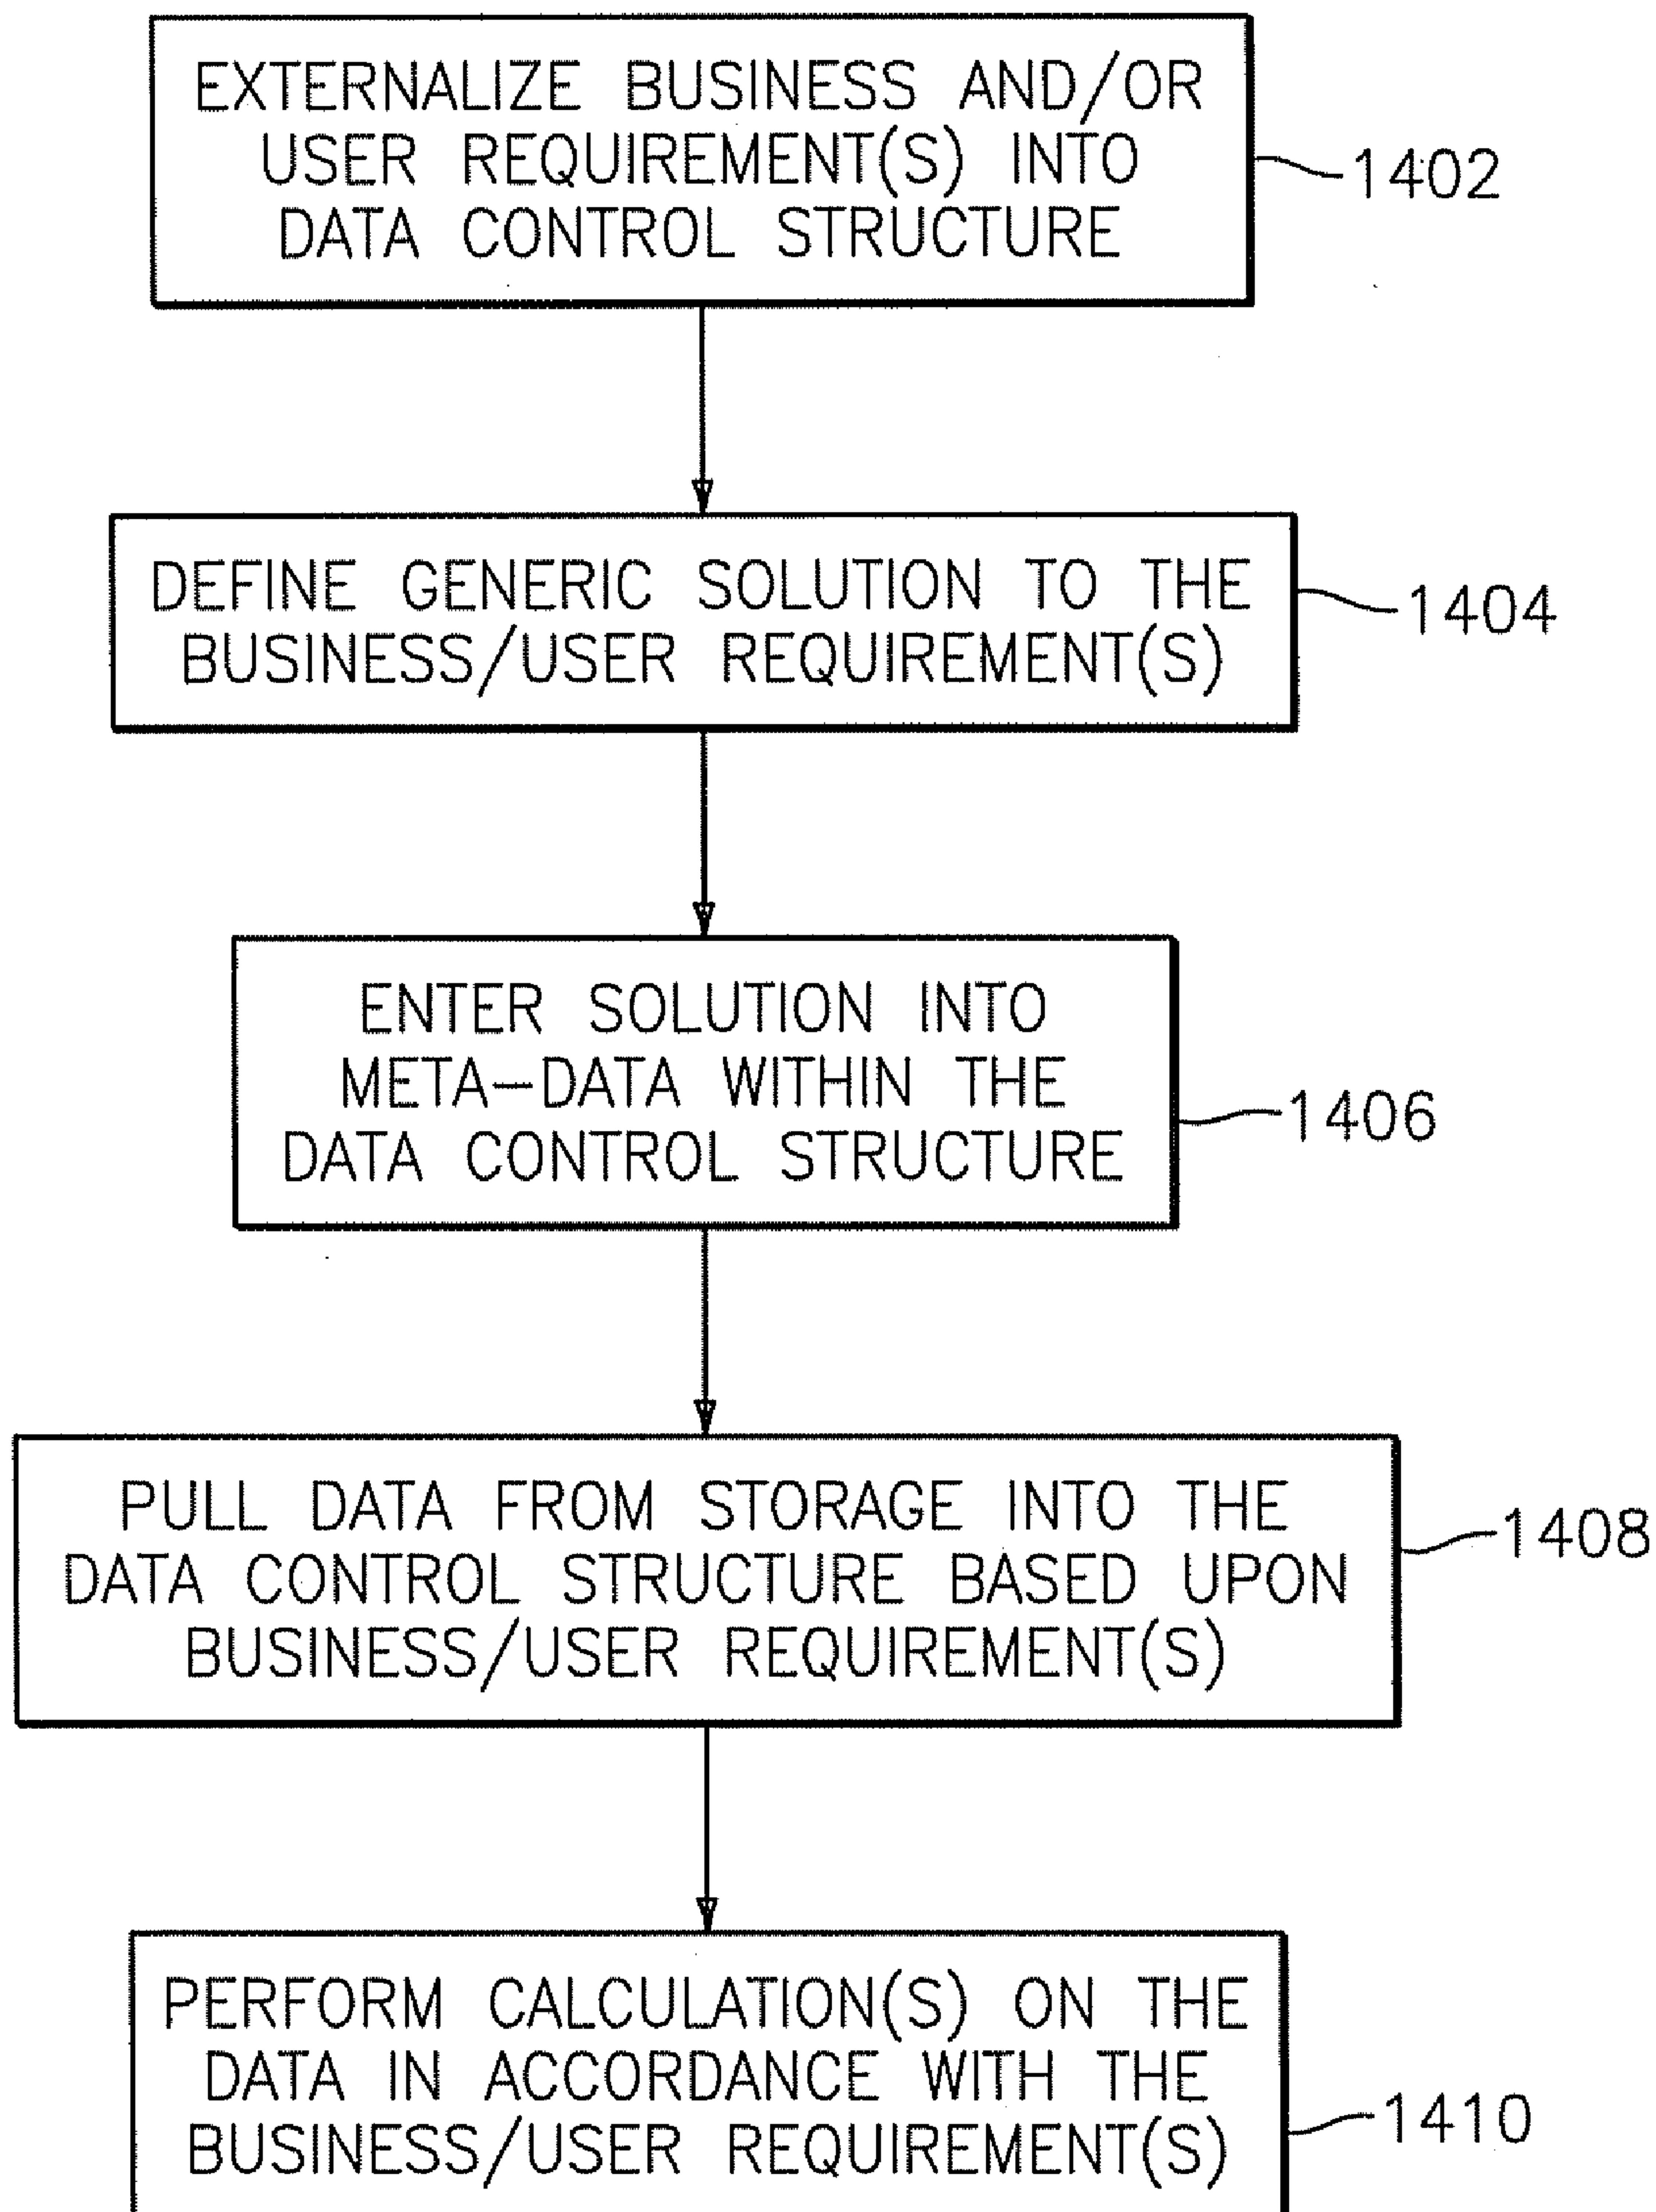 EXTERNALIZE BUSINESS AND/OR
USER REQUIREMENT(S) INTO
DATA CONTROL STRUCTURE
1402
DEFINE GENERIC SOLUTION TO THE
BUSINESS/USER REQUIREMENT(S)
1404
ENTER SOLUTION INTO
META-DATA WITHIN THE
DATA CONTROL STRUCTURE
1406
PULL DATA FROM STORAGE INTO THE
DATA CONTROL STRUCTURE BASED UPON
BUSINESS/USER REQUIREMENT(S)
1408
PERFORM CALCULATION(S) ON THE
DATA IN ACCORDANCE WITH THE
BUSINESS/USER REQUIREMENT(S)
1410